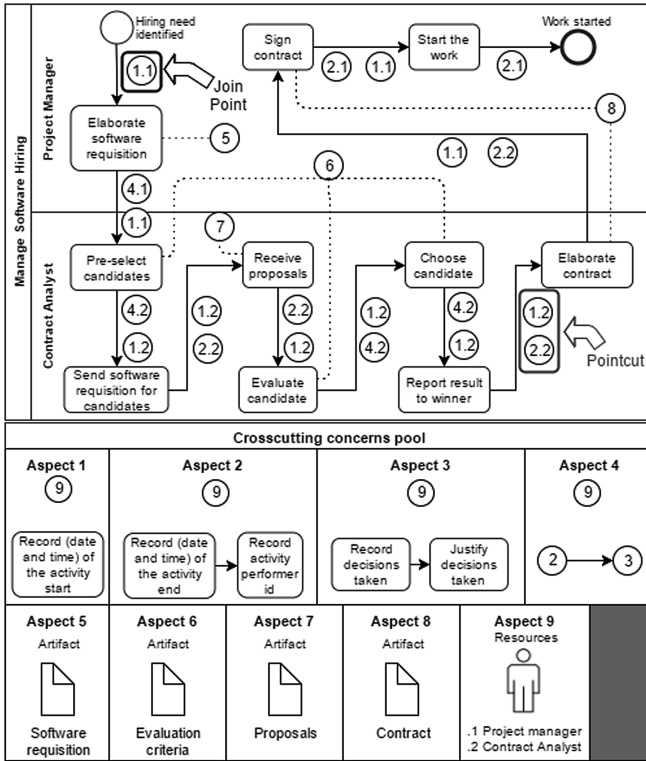 Manage Software Hiring
Project Manager
Contract Analyst
Hiring need
identified
1.1
Join
Point
Elaborate
software
requisition
5
4.1
1.1
Sign
contract
2.1
1.1
Start the
work
2.1
Work started
8
1.1
2.2
6
7
Pre-select
candidates
4.2
1.2
Send software
requisition for
candidates
1.2
2.2
Receive
proposals
2.2
1.2
Evaluate
candidate
1.2
4.2
Choose
candidate
4.2
1.2
Report result
to winner
Elaborate
contract
1.2
2.2
Pointcut
Crosscutting concerns pool
Aspect 1
9
Record (date
and time) of
the activity
start
Aspect 2
9
Record (date
and time) of
the activity
end
Record
activity
performer
id
Aspect 3
9
Record
decisions
taken
Justify
decisions
taken
Aspect 4
9
2
3
Aspect 5
Artifact
Software
requisition
Aspect 6
Artifact
Evaluation
criteria
Aspect 7
Artifact
Proposals
Aspect 8
Artifact
Contract
Aspect 9
Resources
.1 Project manager
.2 Contract Analyst